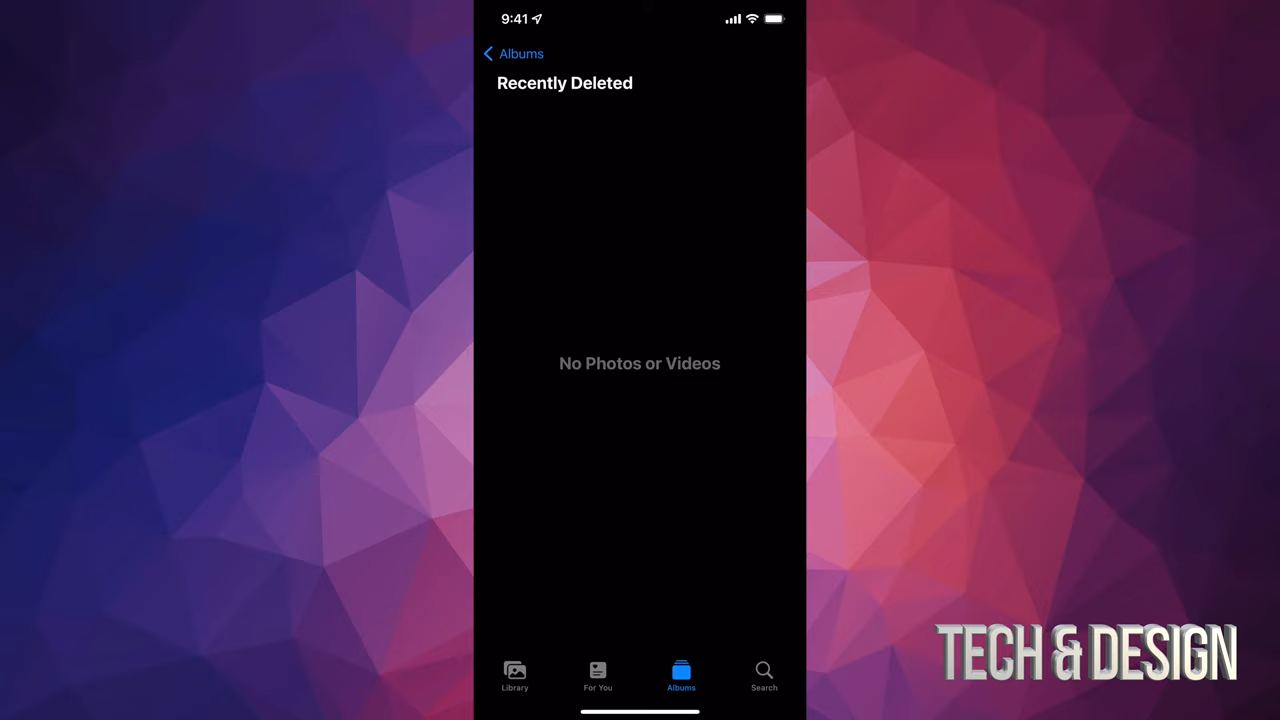 9:41
Albums
Recently Deleted
No Photos or Videos
Library
For You
Albums
Search
TECH & DESIGN